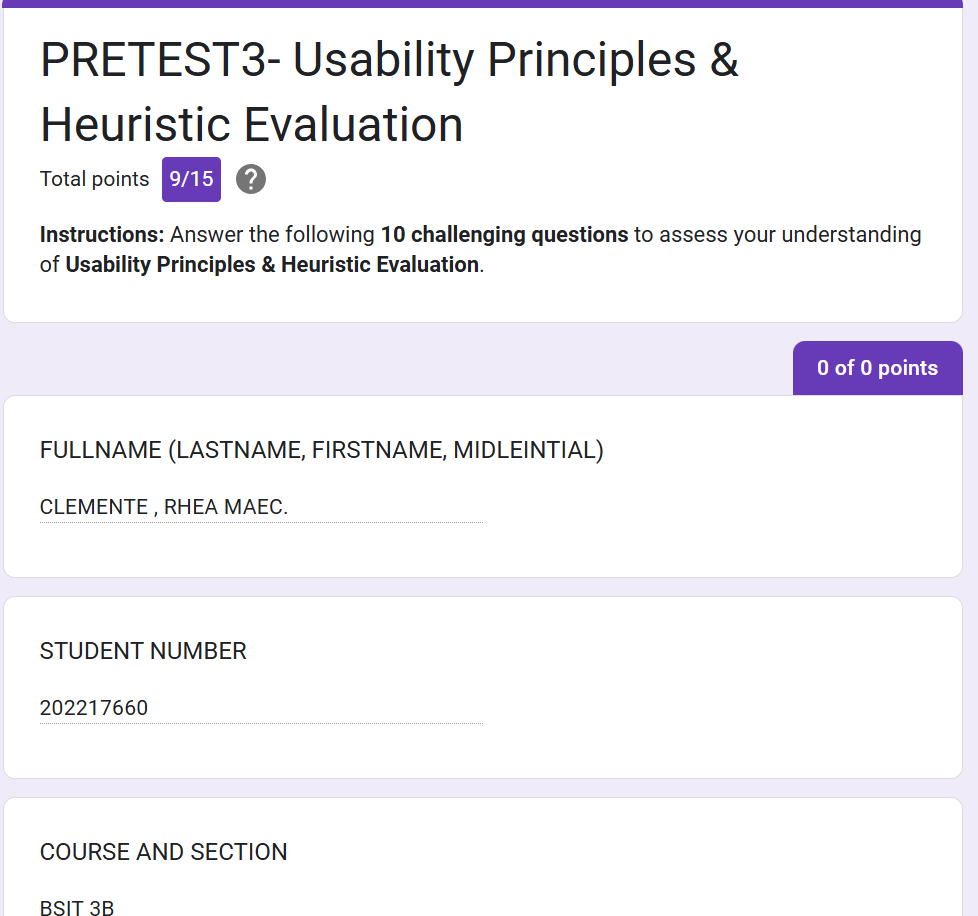 PRETEST3- Usability Principles &
Heuristic Evaluation
Total points 9/15 ?
Instructions: Answer the following 10 challenging questions to assess your understanding
of Usability Principles & Heuristic Evaluation.
0 of 0 points
FULLNAME (LASTNAME, FIRSTNAME, MIDLEINTIAL)
CLEMENTE , RHEA MAEC.
STUDENT NUMBER
202217660
COURSE AND SECTION
BSIT 3B